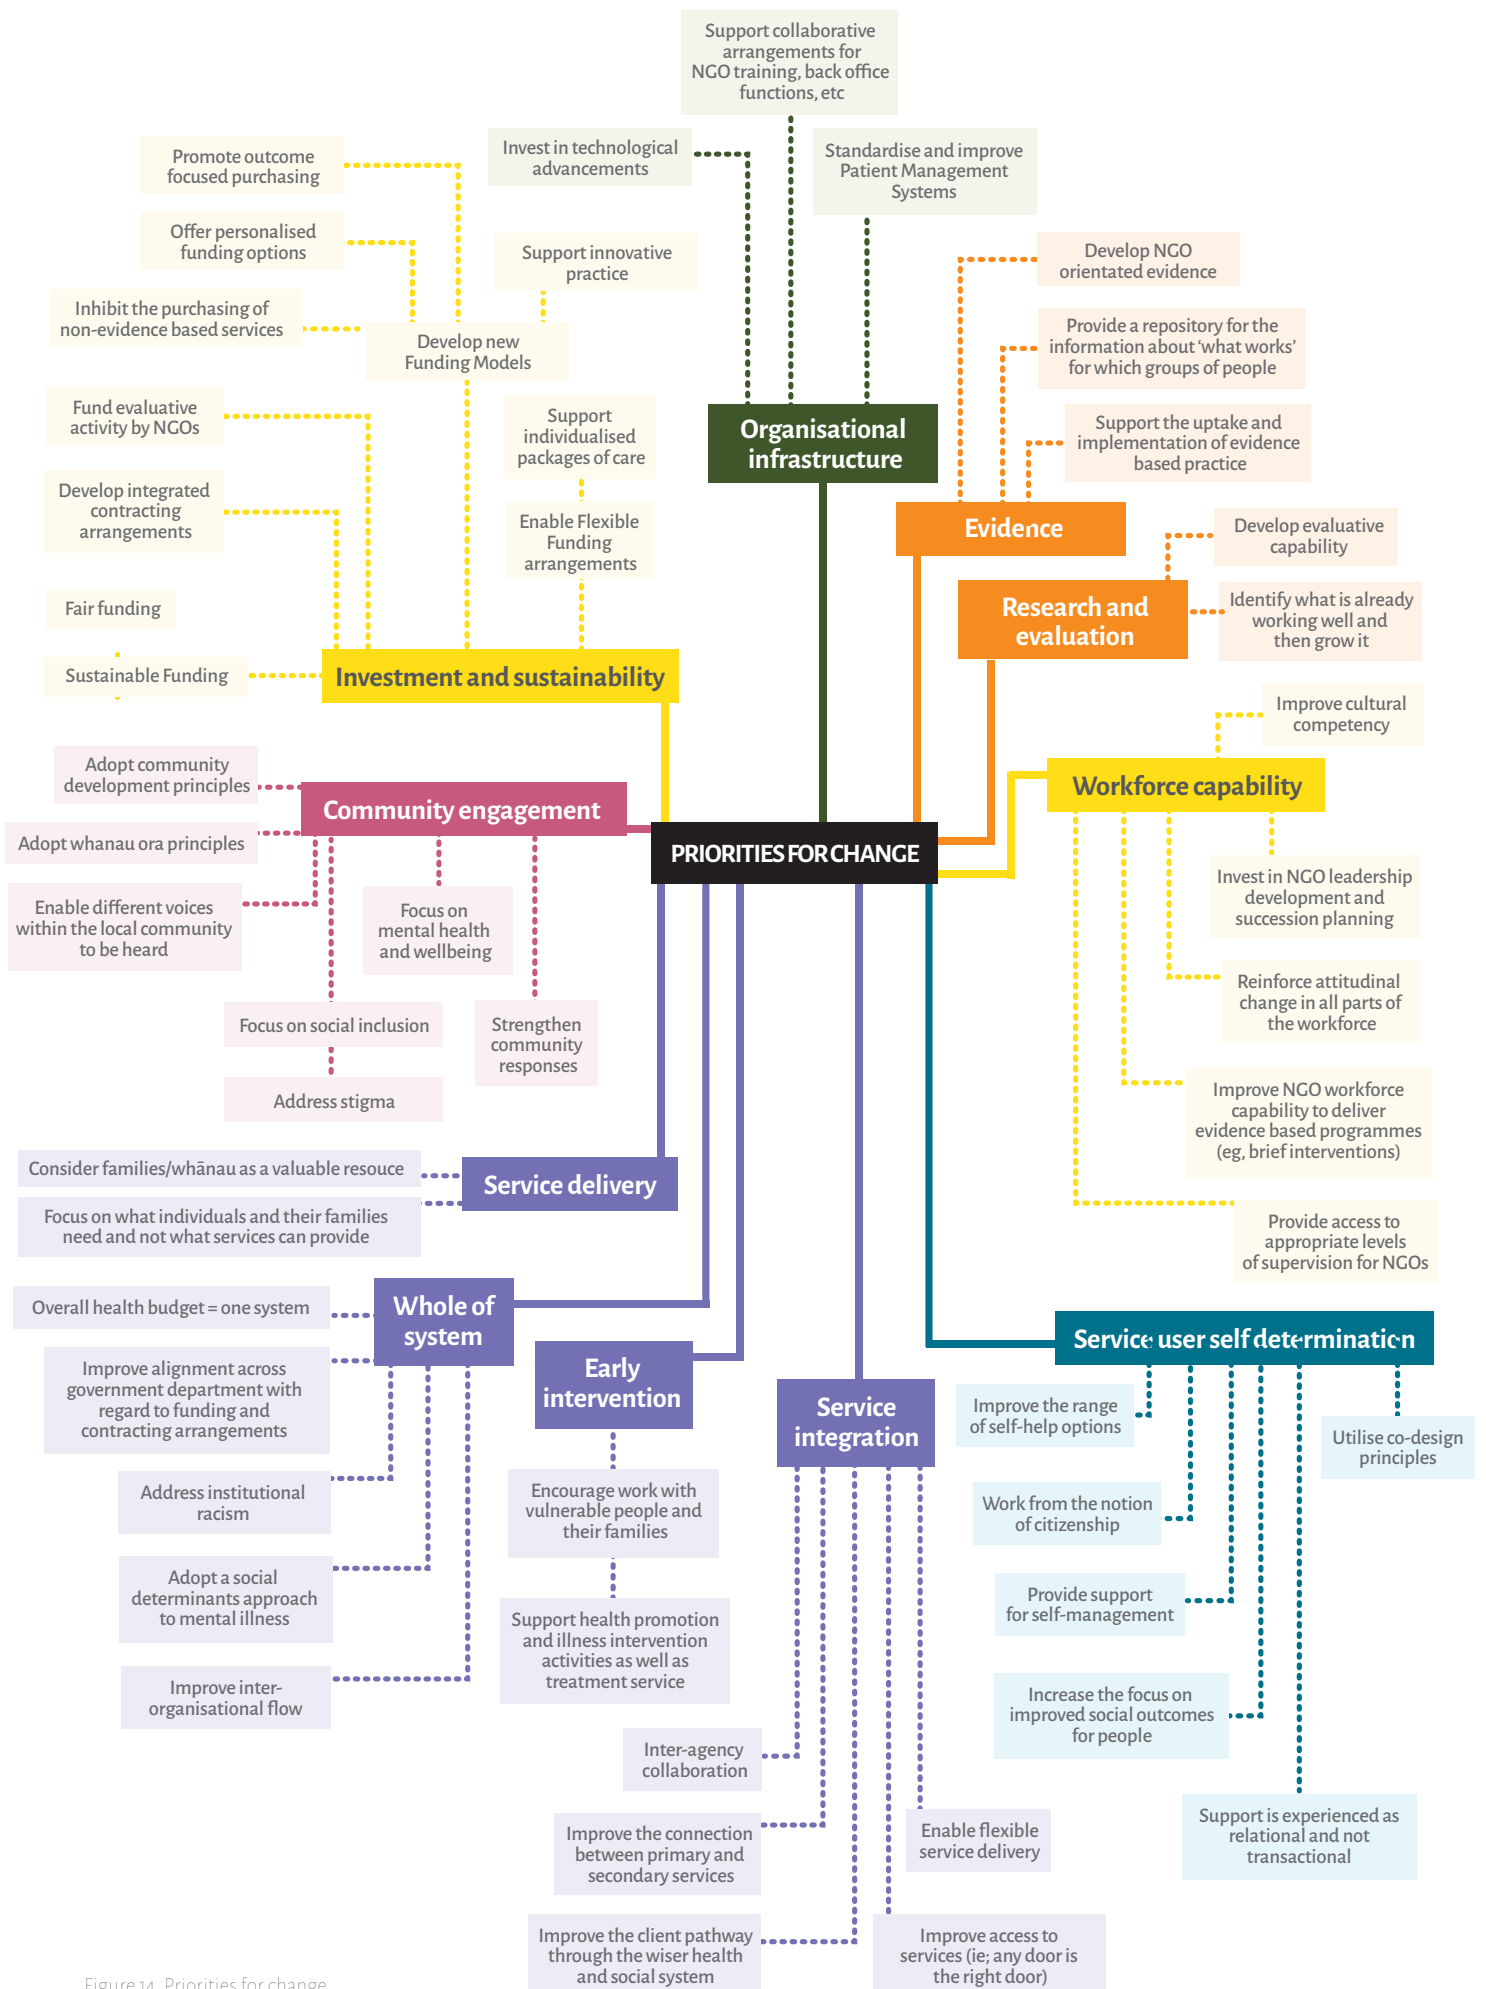 Support collaborative
arrangements for
NGO training, back office
functions, etc
Invest in technological
advancements
Standardise and improve
Patient Management
Systems
Promote outcome
focused purchasing
Offer personalised
funding options
Support innovative
practice
Inhibit the purchasing of
non-evidence based services
Develop new
Funding Models
Fund evaluative
activity by NGOs
Support
individualised
packages of care
Develop integrated
contracting
arrangements
Enable Flexible
Funding
arrangements
Fair funding
Sustainable Funding
Investment and sustainability
Organisational
infrastructure
Develop NGO
orientated evidence
Provide a repository for the
information about ‘what works’
for which groups of people
Support the uptake and
implementation of evidence
based practice
Evidence
Develop evaluative
capability
Research and
evaluation
Identify what is already
working well and
then grow it
Improve cultural
competency
Workforce capability
Adopt community
development principles
Community engagement
Adopt whanau ora principles
PRIORITIES FOR CHANGE
Enable different voices
within the local community
to be heard
Focus on
mental health
and wellbeing
Focus on social inclusion
Strengthen
community
responses
Address stigma
Invest in NGO leadership
development and
succession planning
Reinforce attitudinal
change in all parts of
the workforce
Improve NGO workforce
capability to deliver
evidence based programmes
(eg, brief interventions)
Provide access to
appropriate levels
of supervision for NGOs
Consider families/whānau as a valuable resouce
Service delivery
Focus on what individuals and their families
need and not what services can provide
Overall health budget = one system
Whole of
system
Improve alignment across
government department with
regard to funding and
contracting arrangements
Address institutional
racism
Adopt a social
determinants approach
to mental illness
Improve inter-
organisational flow
Early
intervention
Encourage work with
vulnerable people and
their families
Support health promotion
and illness intervention
activities as well as
treatment service
Service
integration
Inter-agency
collaboration
Improve the connection
between primary and
secondary services
Enable flexible
service delivery
Improve the client pathway
through the wiser health
and social system
Improve access to
services (ie; any door is
the right door)
Service user self determination
Improve the range
of self-help options
Utilise co-design
principles
Work from the notion
of citizenship
Provide support
for self-management
Increase the focus on
improved social outcomes
for people
Support is experienced as
relational and not
transactional
Figure 14. Priorities for change